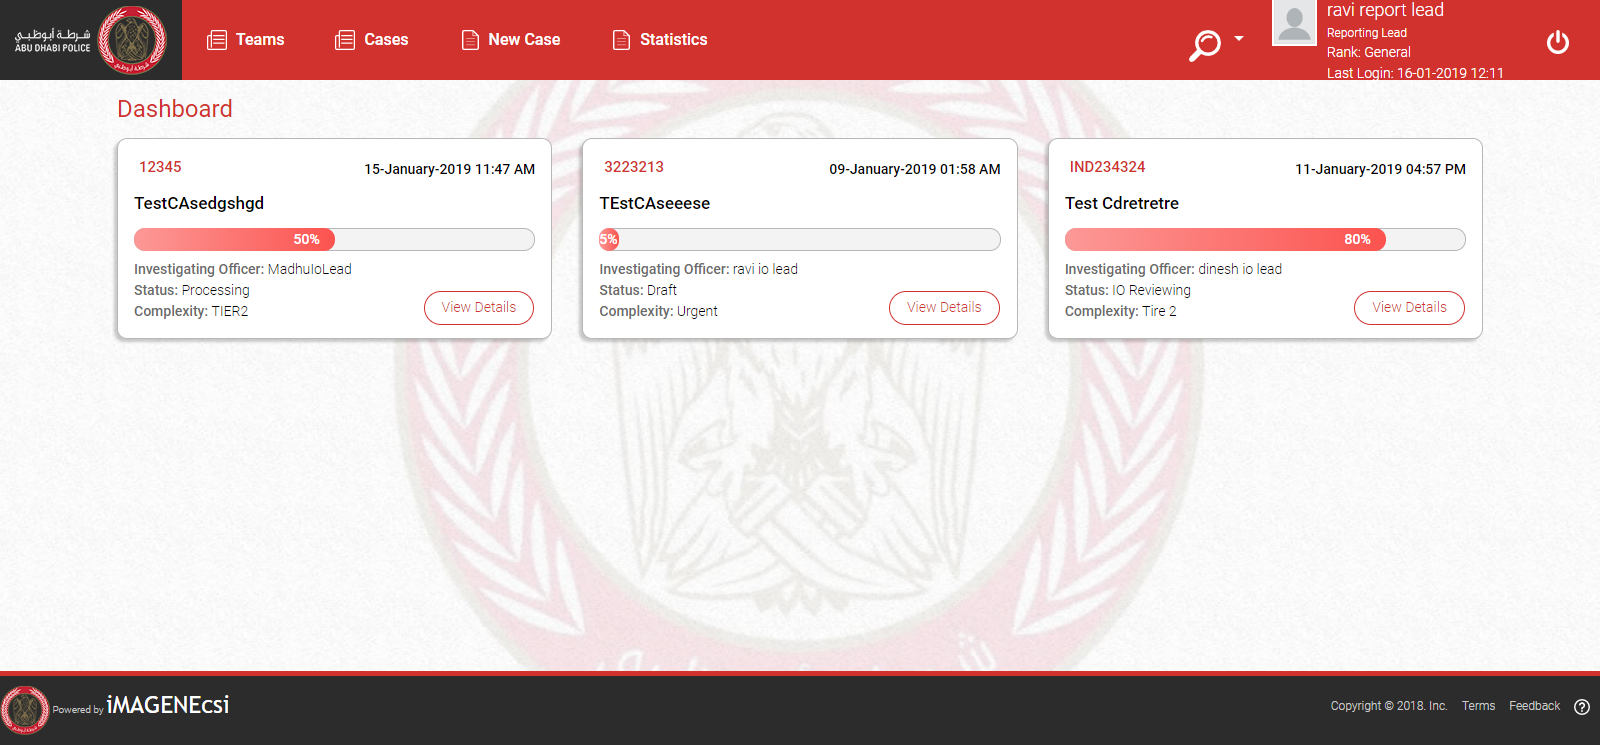 شرطة أبوظبي
ABU DHABI POLICE
Teams
Cases
New Case
Statistics
ravi report lead
Reporting Lead
Rank: General
Last Login: 16-01-2019 12:11
Dashboard
12345
15-January-2019 11:47 AM
TestCAsedgshgd
50%
Investigating Officer: MadhuIoLead
Status: Processing
Complexity: TIER2
View Details
3223213
09-January-2019 01:58 AM
TEstCAseeese
5%
Investigating Officer: ravi io lead
Status: Draft
Complexity: Urgent
View Details
IND234324
11-January-2019 04:57 PM
Test Cdretretre
80%
Investigating Officer: dinesh io lead
Status: IO Reviewing
Complexity: Tire 2
View Details
Powered by iMAGENEcsi
Copyright © 2018. Inc.
Terms
Feedback